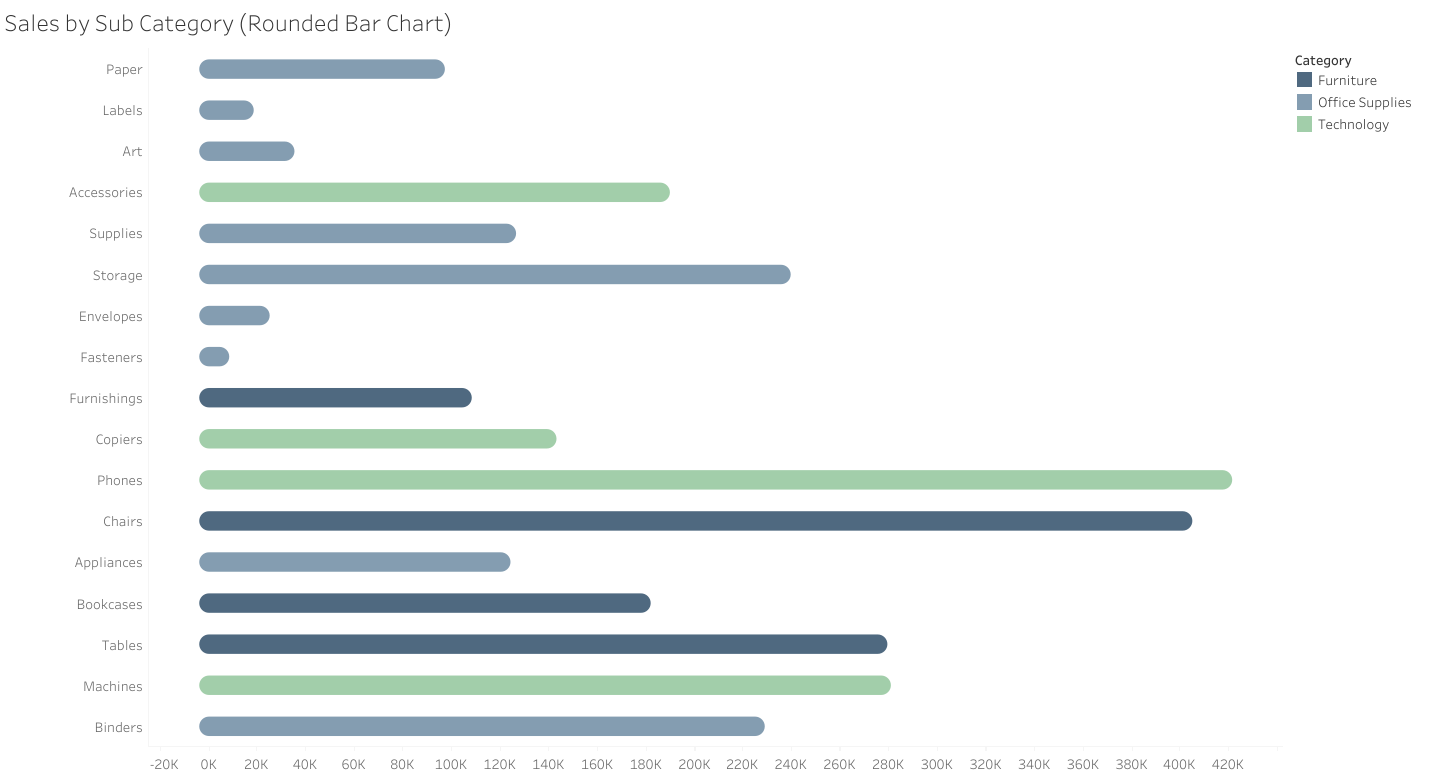 Sales by Sub Category (Rounded Bar Chart)
Category
Furniture
Office Supplies
Technology
Paper
Labels
Art
Accessories
Supplies
Storage
Envelopes
Fasteners
Furnishings
Copiers
Phones
Chairs
Appliances
Bookcases
Tables
Machines
Binders
-20K 0K 20K 40K 60K 80K 100K 120K 140K 160K 180K 200K 220K 240K 260K 280K 300K 320K 340K 360K 380K 400K 420K